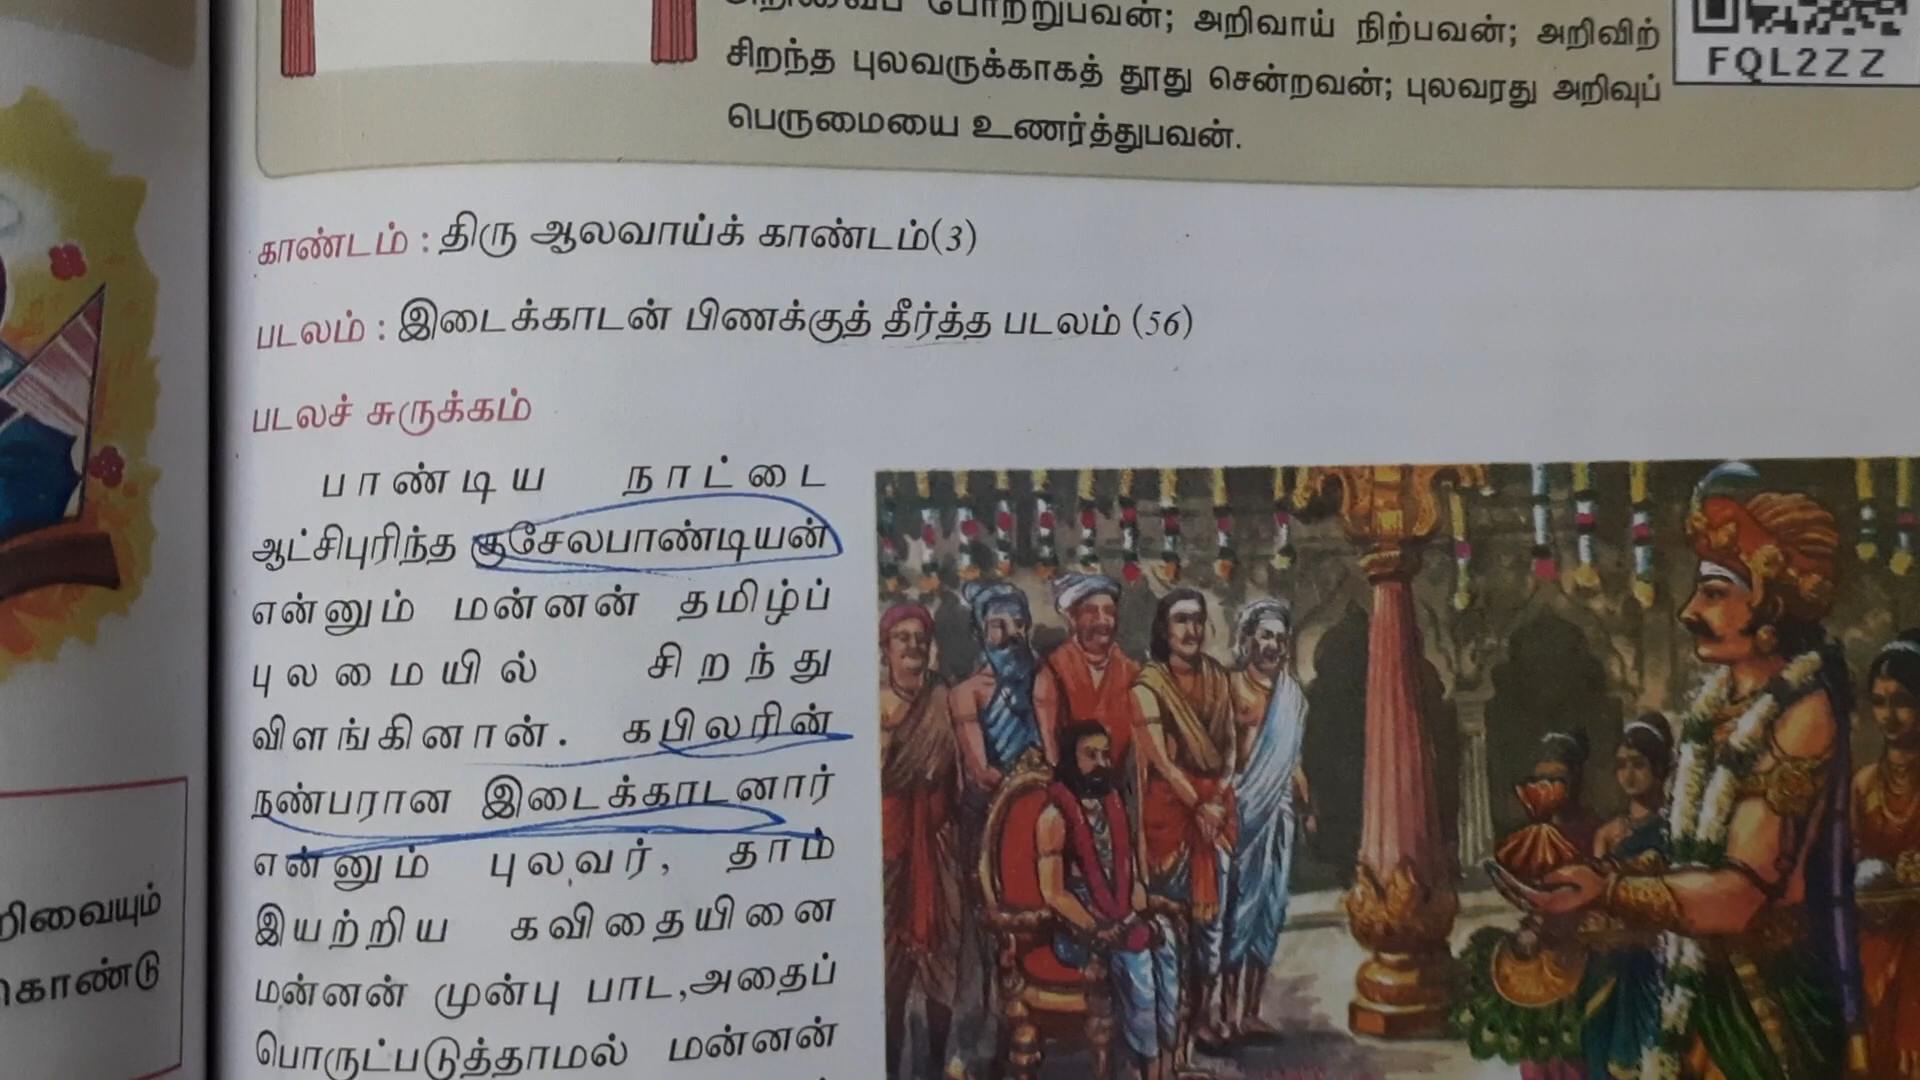 போற்றுபவன்; அறிவாய் நிற்பவன்; அறிவிற்
சிறந்த புலவருக்காகத் தூது சென்றவன்; புலவரது அறிவுப்
பெருமையை உணர்த்துபவன்.
FQL2ZZ
காண்டம் : திரு ஆலவாய்க் காண்டம்(3)
படலம் : இடைக்காடன் பிணக்குத் தீர்த்த படலம் (56)
படலச் சுருக்கம்
பாண்டிய நாட்டை
ஆட்சிபுரிந்த குசேலபாண்டியன்
என்னும் மன்னன் தமிழ்ப்
புலமையில் சிறந்து
விளங்கினான். கபிலரின்
நண்பரான இடைக்காடனார்
என்னும் புலவர், தாம்
இயற்றிய கவிதையினை
மன்னன் முன்பு பாட,அதைப்
பொருட்படுத்தாமல் மன்னன்